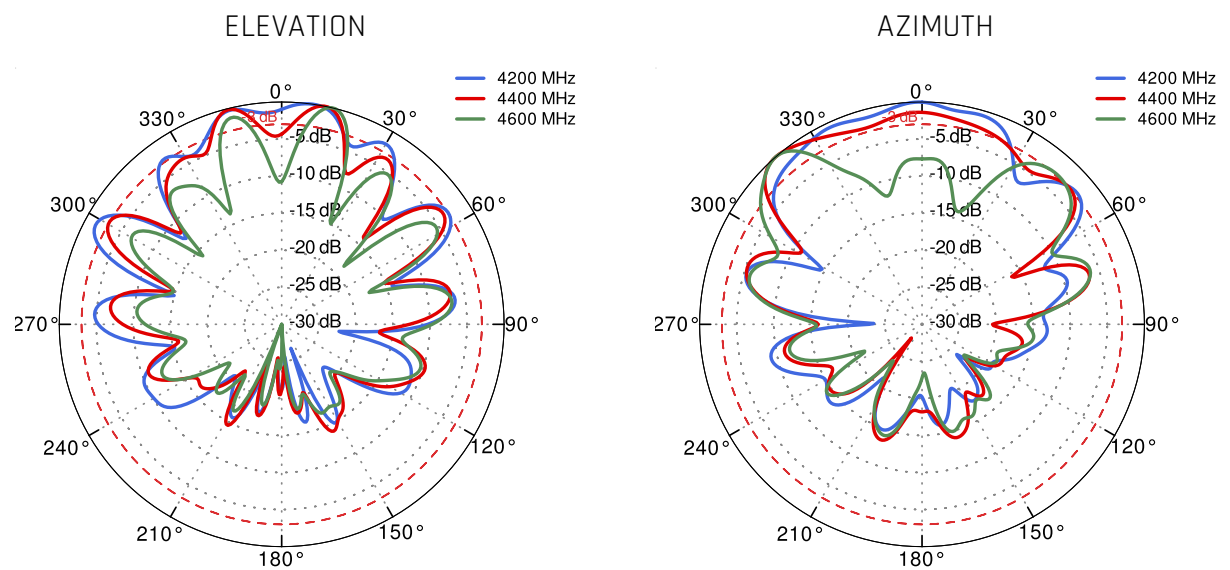 ELEVATION
4200 MHz
4400 MHz
4600 MHz
0°
330°
30°
-3 dB
-5 dB
-10 dB
300°
60°
-15 dB
-20 dB
-25 dB
270°
-30 dB
90°
240°
120°
210°
150°
180°
AZIMUTH
4200 MHz
4400 MHz
4600 MHz
0°
330°
30°
-3 dB
-5 dB
-10 dB
300°
60°
-15 dB
-20 dB
-25 dB
270°
-30 dB
90°
240°
120°
210°
150°
180°